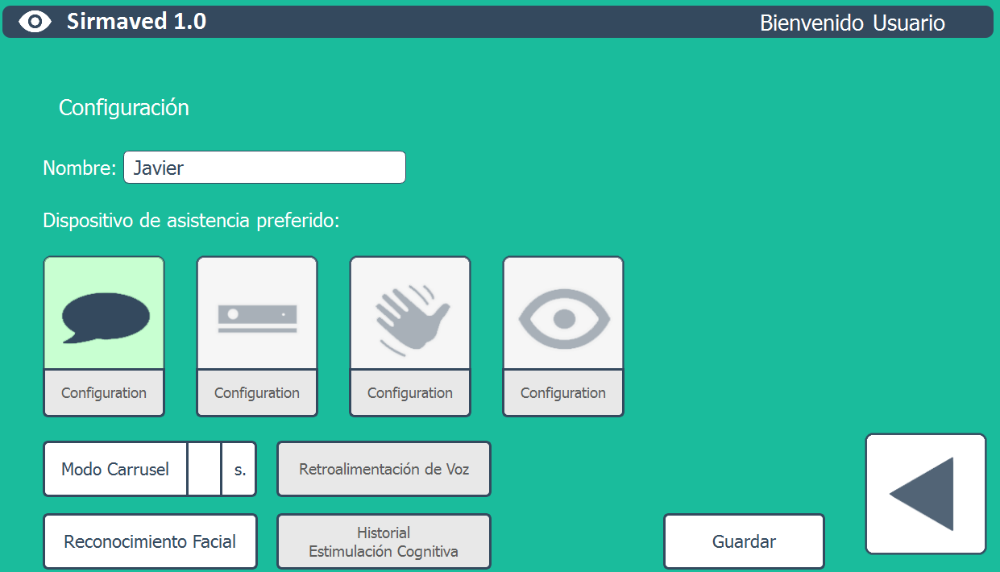 Sirmaved 1.0
Bienvenido Usuario
Configuración
Nombre: Javier
Dispositivo de asistencia preferido:
Configuration
Configuration
Configuration
Configuration
Modo Carrusel s.
Retroalimentación de Voz
Reconocimiento Facial
Historial
Estimulación Cognitiva
Guardar